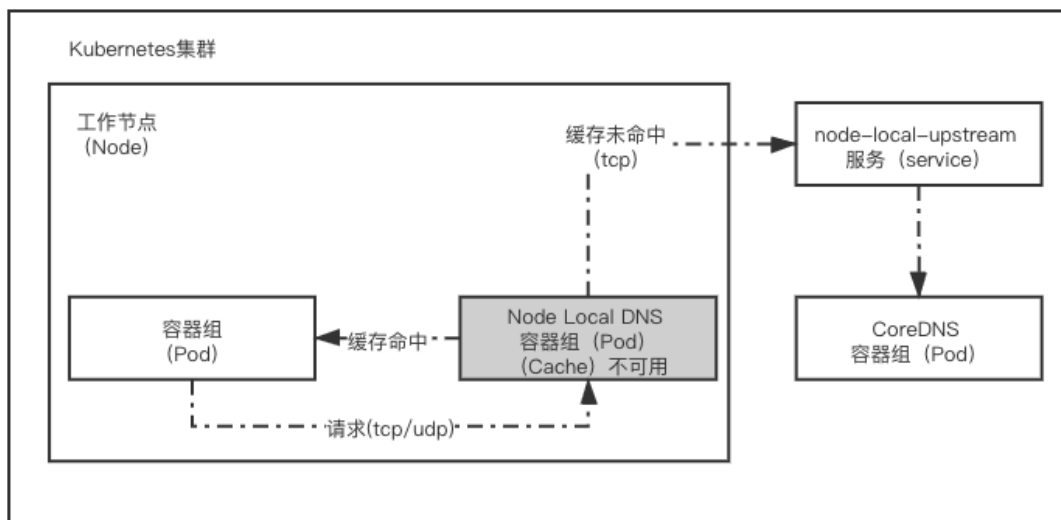 Kubernetes集群
工作节点
(Node)
缓存未命中
(tcp)
node-local-upstream
服务（service）
容器组
(Pod)
缓存命中
Node Local DNS
容器组（Pod）
（Cache）不可用
CoreDNS
容器组（Pod）
请求(tcp/udp)